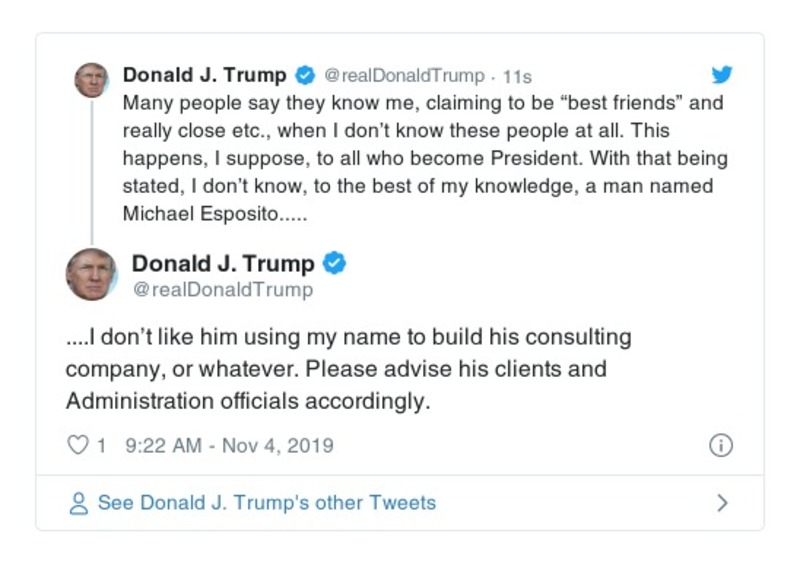 Donald J. Trump @realDonaldTrump · 11s
Many people say they know me, claiming to be “best friends” and
really close etc., when I don’t know these people at all. This
happens, I suppose, to all who become President. With that being
stated, I don’t know, to the best of my knowledge, a man named
Michael Esposito.....
Donald J. Trump
@realDonaldTrump
....I don’t like him using my name to build his consulting
company, or whatever. Please advise his clients and
Administration officials accordingly.
1 9:22 AM - Nov 4, 2019
See Donald J. Trump's other Tweets